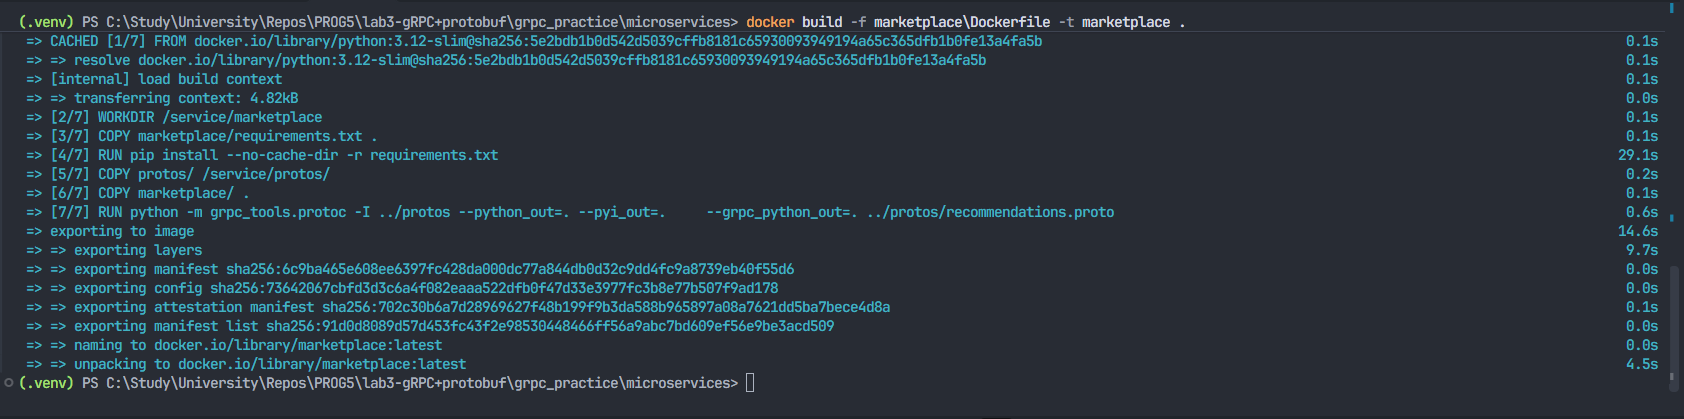 (.venv) PS C:\Study\University\Repos\PROG5\lab3-gRPC+protobuf\grpc_practice\microservices> docker build -f marketplace\Dockerfile -t marketplace .
=> CACHED [1/7] FROM docker.io/library/python:3.12-slim@sha256:5e2bdb1b0d542d5039cffb8181c65930093949194a65c365dfb1b0fe13a4fa5b 0.1s
=> => resolve docker.io/library/python:3.12-slim@sha256:5e2bdb1b0d542d5039cffb8181c65930093949194a65c365dfb1b0fe13a4fa5b 0.1s
=> [internal] load build context 0.1s
=> => transferring context: 4.82kB 0.0s
=> [2/7] WORKDIR /service/marketplace 0.1s
=> [3/7] COPY marketplace/requirements.txt . 0.1s
=> [4/7] RUN pip install --no-cache-dir -r requirements.txt 29.1s
=> [5/7] COPY protos/ /service/protos/ 0.2s
=> [6/7] COPY marketplace/ . 0.1s
=> [7/7] RUN python -m grpc_tools.protoc -I ../protos --python_out=. --pyi_out=.     --grpc_python_out=. ../protos/recommendations.proto 0.6s
=> exporting to image 14.6s
=> => exporting layers 9.7s
=> => exporting manifest sha256:6c9ba465e608ee6397fc428da000dc77a844db0d32c9dd4fc9a8739eb40f55d6 0.0s
=> => exporting config sha256:73642067cbfd3d3c6a4f082eaaa522dfb0f47d33e3977fc3b8e77b507f9ad178 0.0s
=> => exporting attestation manifest sha256:702c30b6a7d28969627f48b199f9b3da588b965897a08a7621dd5ba7bece4d8a 0.1s
=> => exporting manifest list sha256:91d0d8089d57d453fc43f2e98530448466ff56a9abc7bd609ef56e9be3acd509 0.0s
=> => naming to docker.io/library/marketplace:latest 0.0s
=> => unpacking to docker.io/library/marketplace:latest 4.5s
(.venv) PS C:\Study\University\Repos\PROG5\lab3-gRPC+protobuf\grpc_practice\microservices>